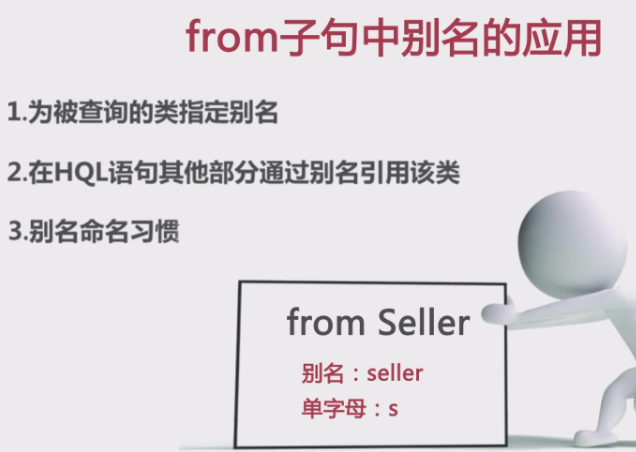 from子句中别名的应用
1.为被查询的类指定别名
2.在HQL语句其他部分通过别名引用该类
3.别名命名习惯
from Seller
别名：seller
单字母：s